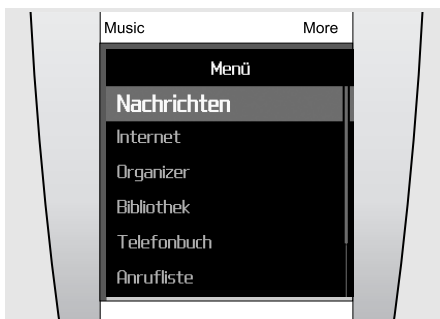 Music More
Menü
Nachrichten
Internet
Organizer
Bibliothek
Telefonbuch
Anrufliste